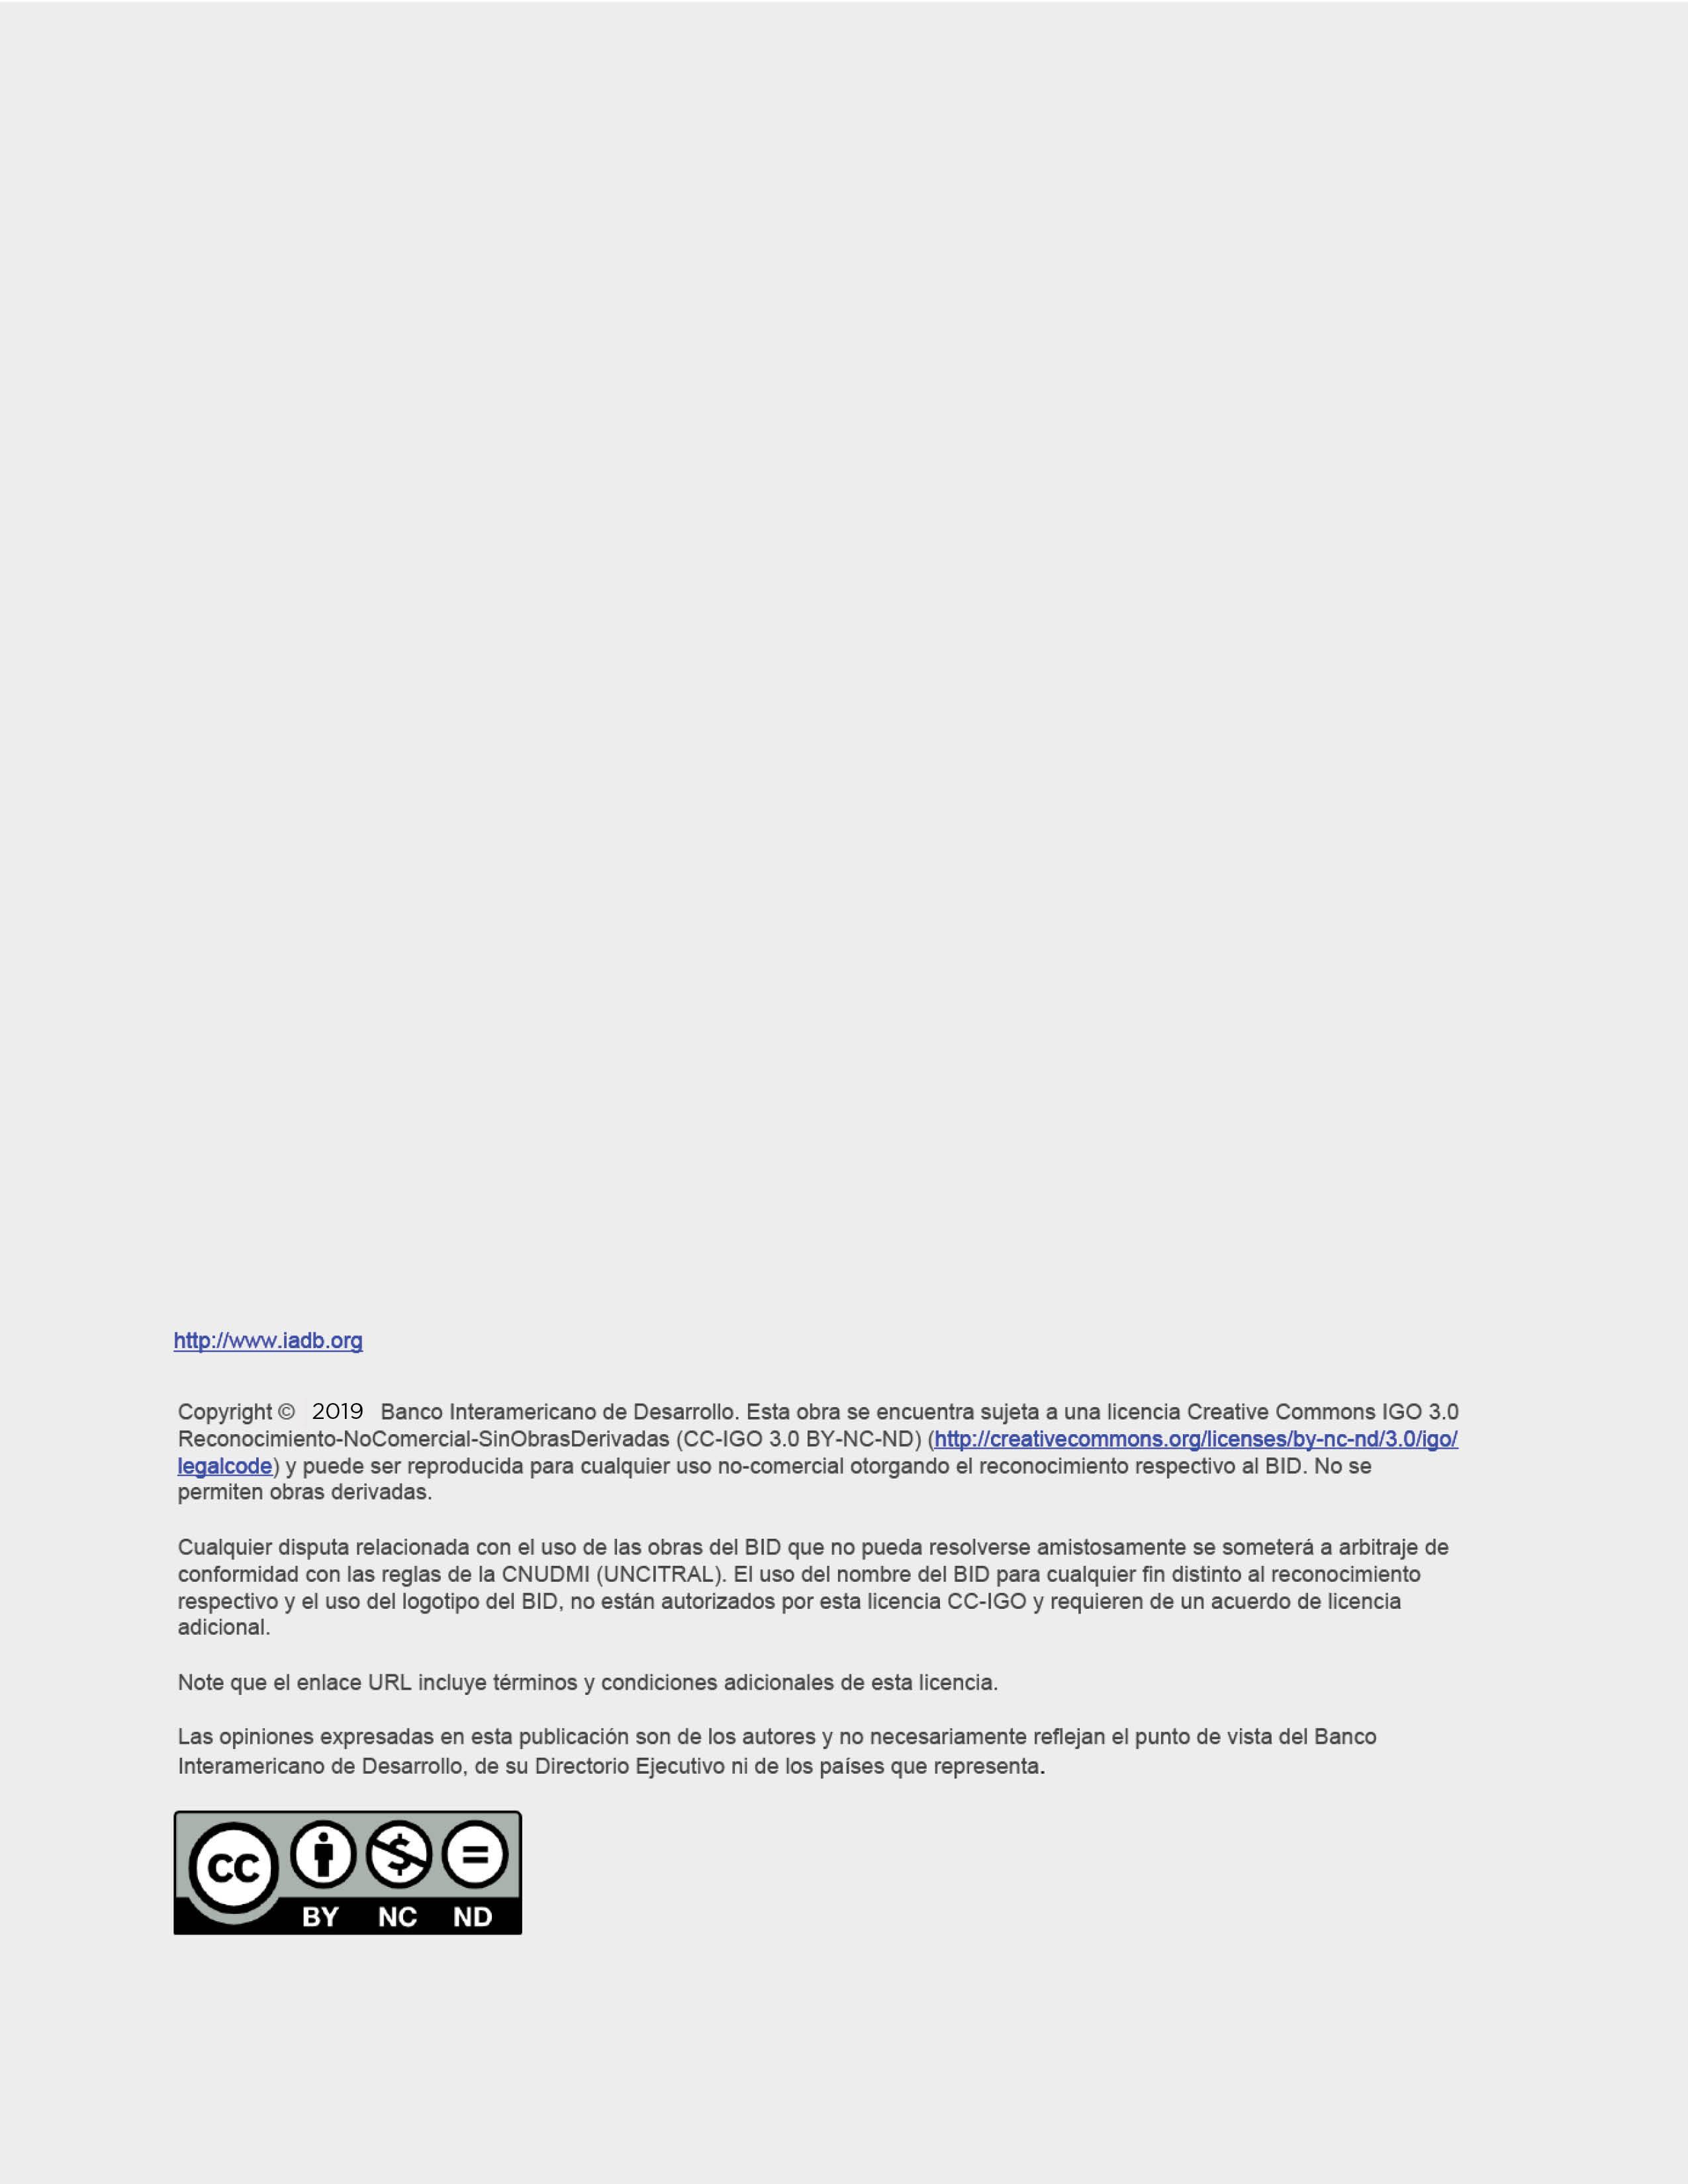 http://www.iadb.org
Copyright © 2019 Banco Interamericano de Desarrollo. Esta obra se encuentra sujeta a una licencia Creative Commons IGO 3.0
Reconocimiento-NoComercial-SinObrasDerivadas (CC-IGO 3.0 BY-NC-ND) (http://creativecommons.org/licenses/by-nc-nd/3.0/igo/
legalcode) y puede ser reproducida para cualquier uso no-comercial otorgando el reconocimiento respectivo al BID. No se
permiten obras derivadas.
Cualquier disputa relacionada con el uso de las obras del BID que no pueda resolverse amistosamente se someterá a arbitraje de
conformidad con las reglas de la CNUDMI (UNCITRAL). El uso del nombre del BID para cualquier fin distinto al reconocimiento
respectivo y el uso del logotipo del BID, no están autorizados por esta licencia CC-IGO y requieren de un acuerdo de licencia
adicional.
Note que el enlace URL incluye términos y condiciones adicionales de esta licencia.
Las opiniones expresadas en esta publicación son de los autores y no necesariamente reflejan el punto de vista del Banco
Interamericano de Desarrollo, de su Directorio Ejecutivo ni de los países que representa.
cc $ =
BY NC ND